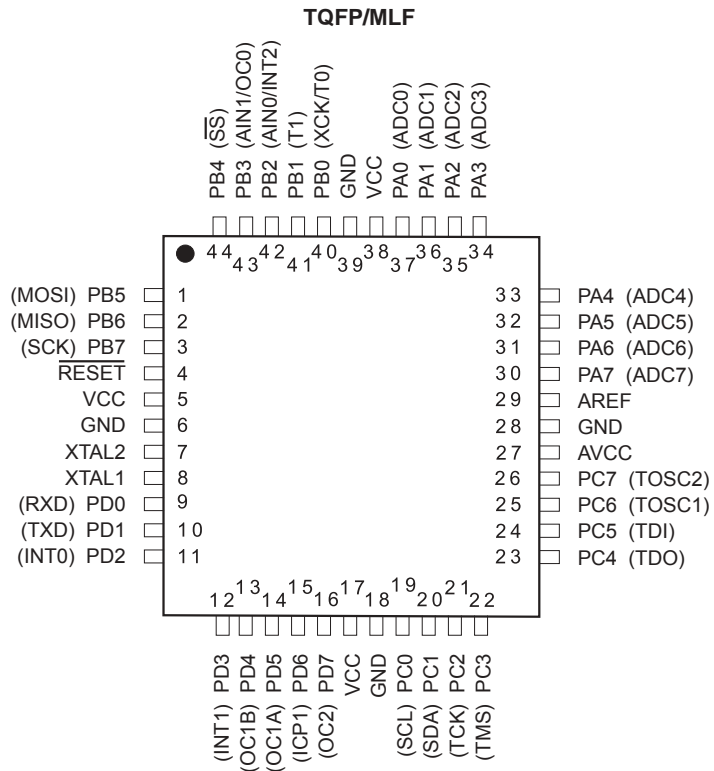 TQFP/MLF
PB4 (S̅S̅)
PB3 (AIN1/OC0)
PB2 (AIN0/INT2)
PB1 (T1)
PB0 (XCK/T0)
GND
VCC
PA0 (ADC0)
PA1 (ADC1)
PA2 (ADC2)
PA3 (ADC3)
44 43 42 41 40 39 38 37 36 35 34
(MOSI) PB5 1
(MISO) PB6 2
(SCK) PB7 3
R̅E̅S̅E̅T̅ 4
VCC 5
GND 6
XTAL2 7
XTAL1 8
(RXD) PD0 9
(TXD) PD1 10
(INT0) PD2 11
33 PA4 (ADC4)
32 PA5 (ADC5)
31 PA6 (ADC6)
30 PA7 (ADC7)
29 AREF
28 GND
27 AVCC
26 PC7 (TOSC2)
25 PC6 (TOSC1)
24 PC5 (TDI)
23 PC4 (TDO)
12 13 14 15 16 17 18 19 20 21 22
(INT1) PD3
(OC1B) PD4
(OC1A) PD5
(ICP1) PD6
(OC2) PD7
VCC
GND
(SCL) PC0
(SDA) PC1
(TCK) PC2
(TMS) PC3